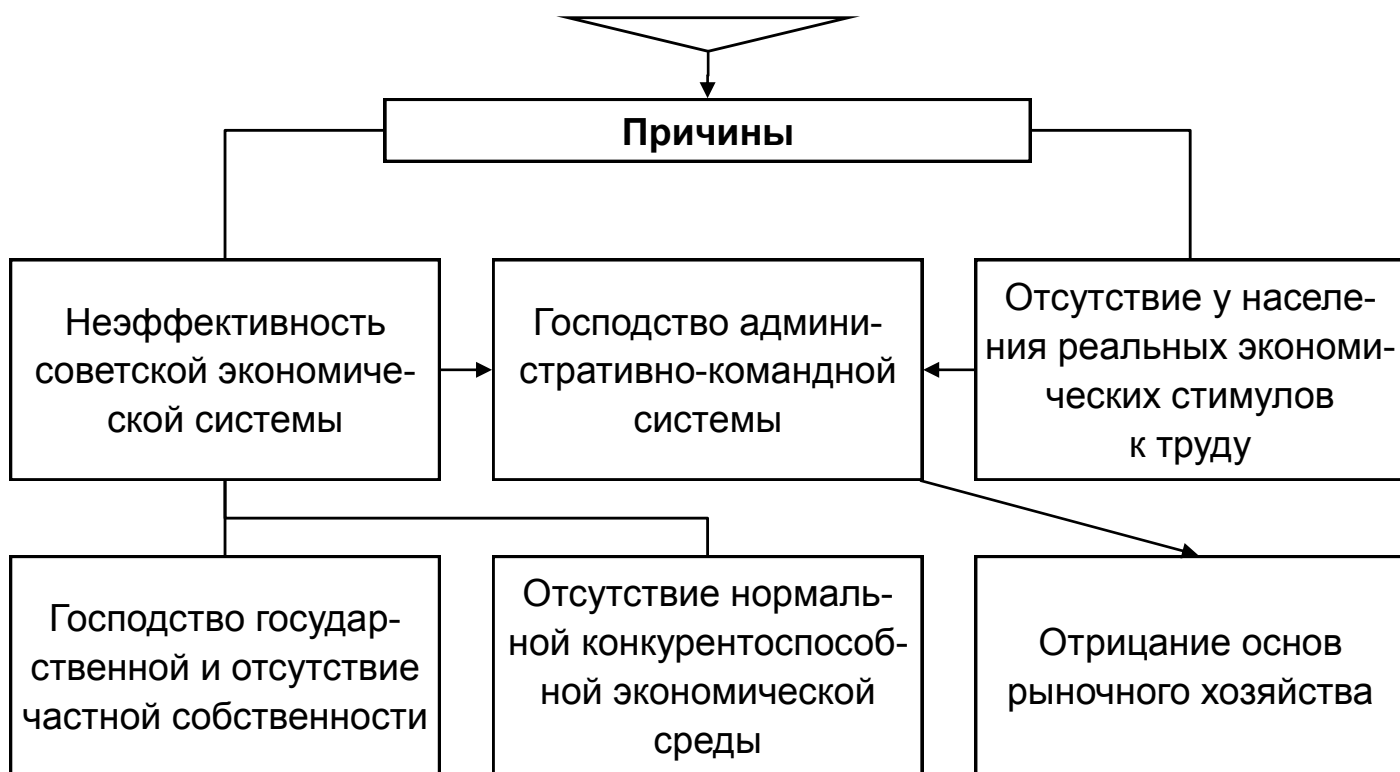 Причины
Неэффективность
советской экономиче-
ской системы
Господство админи-
стративно-командной
системы
Отсутствие у населе-
ния реальных экономи-
ческих стимулов
к труду
Господство государ-
ственной и отсутствие
частной собственности
Отсутствие нормаль-
ной конкурентоспособ-
ной экономической
среды
Отрицание основ
рыночного хозяйства